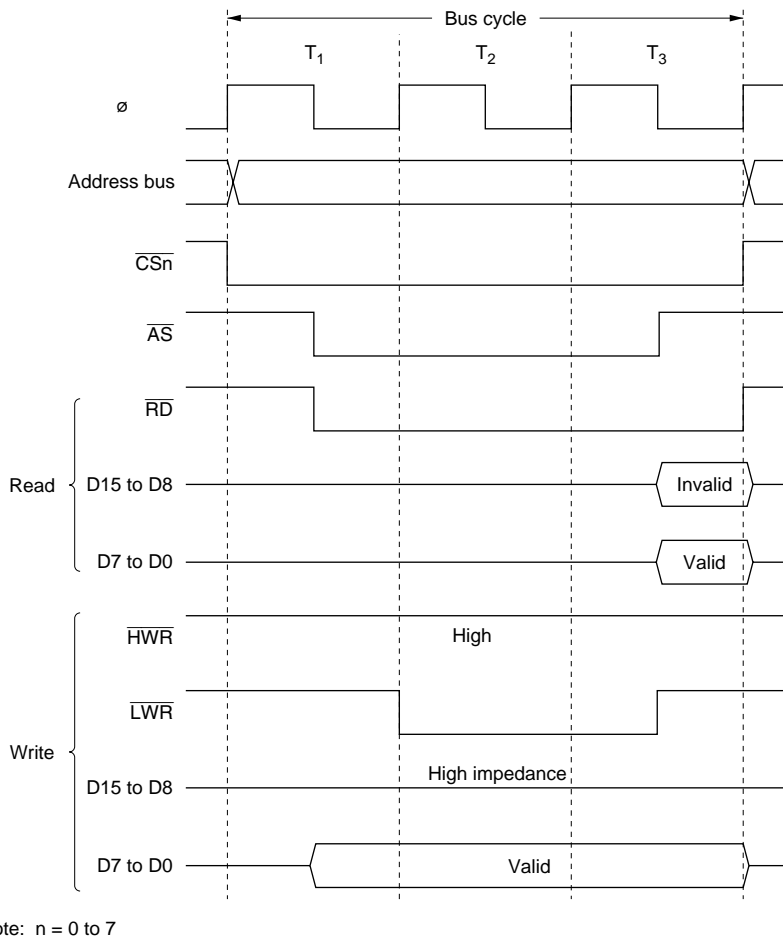 Bus cycle
T1 T2 T3
ø
Address bus
CSn
AS
RD
Read D15 to D8 Invalid
D7 to D0 Valid
HWR High
LWR
Write
High impedance
D15 to D8
D7 to D0 Valid
ote: n = 0 to 7